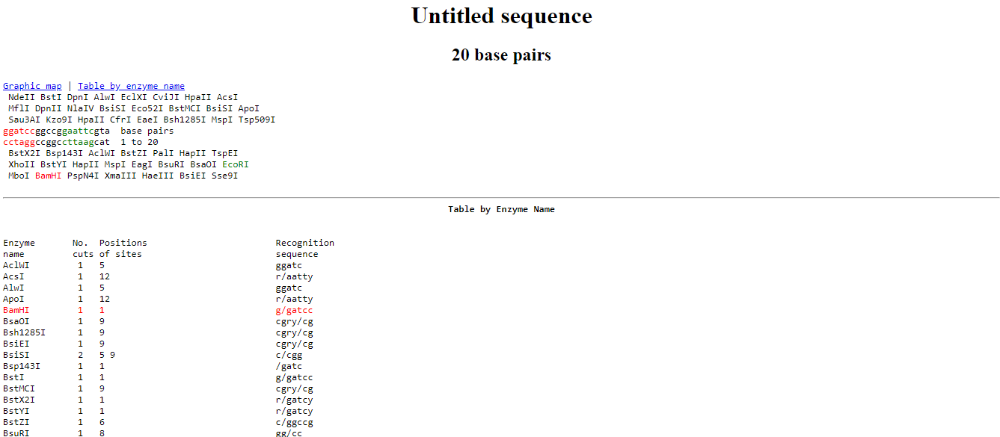 Untitled sequence
20 base pairs
Graphic map | Table by enzyme name
NdeII BstI DpnI AlwI EclXI CviJI HpaII AcsI
MflI DpnII NlaIV BsiSI Eco52I BstMCI BsiSI ApoI
Sau3AI Kzo9I HpaII CfrI EaeI Bsh1285I MspI Tsp509I
ggatccggccggaattcgta base pairs
cctaggccggccttaagcat 1 to 20
BstX2I Bsp143I AclWI BstZI PalI HapII TspEI
XhoII BstYI HapII MspI EagI BsuRI BsaOI EcoRI
MboI BamHI PspN4I XmaIII HaeIII BsiEI Sse9I
Table by Enzyme Name
Enzyme No. Positions Recognition
name cuts of sites sequence
AclWI 1 5 ggatc
AcsI 1 12 r/aatty
AlwI 1 5 ggatc
ApoI 1 12 r/aatty
BamHI 1 1 g/gatcc
BsaOI 1 9 cgry/cg
Bsh1285I 1 9 cgry/cg
BsiEI 1 9 cgry/cg
BsiSI 2 5 9 c/cgg
Bsp143I 1 1 /gatc
BstI 1 1 g/gatcc
BstMCI 1 9 cgry/cg
BstX2I 1 1 r/gatcy
BstYI 1 1 r/gatcy
BstZI 1 6 c/ggccg
BsuRI 1 8 gg/cc